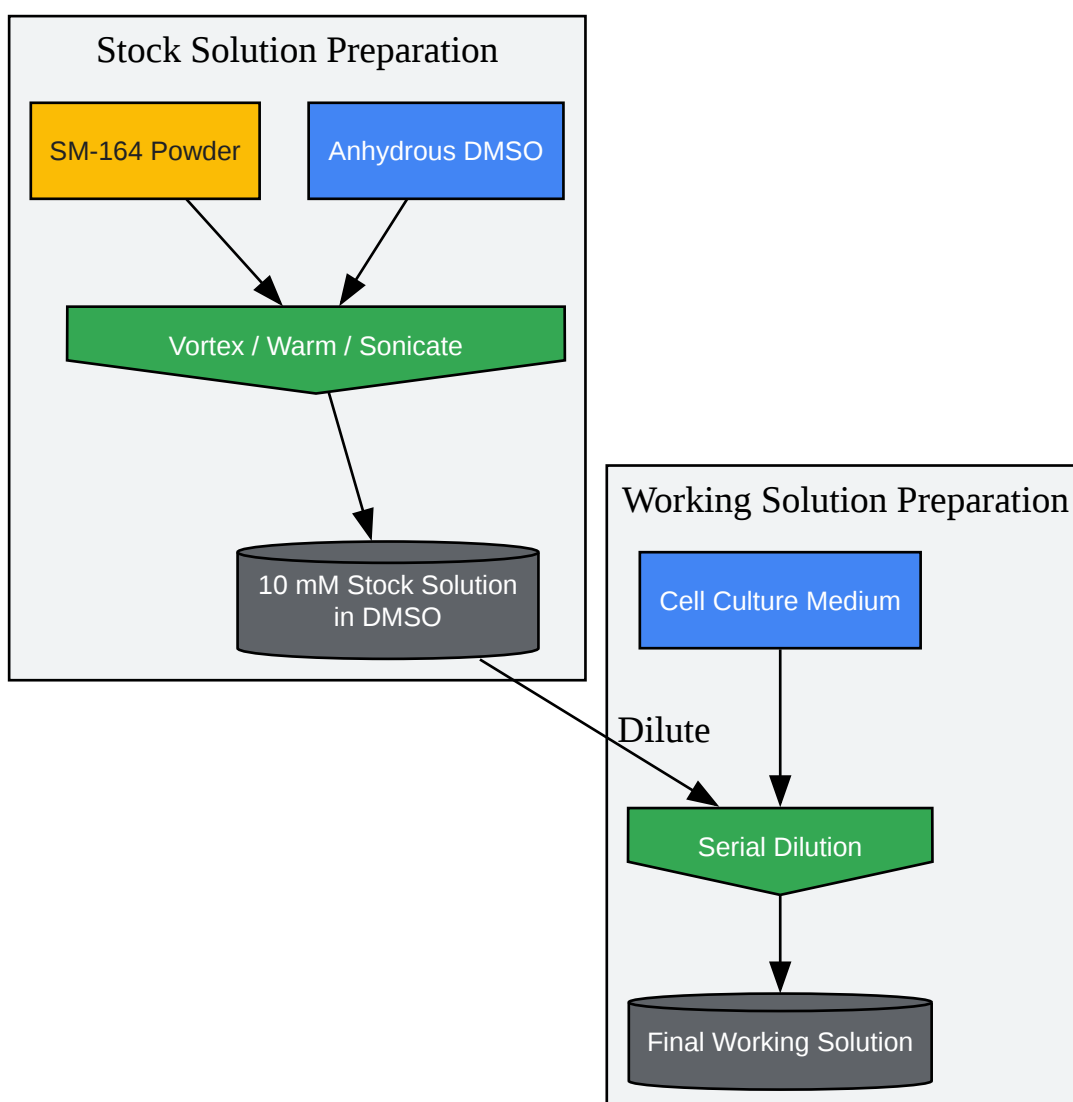 Stock Solution Preparation
SM-164 Powder
Anhydrous DMSO
Vortex / Warm / Sonicate
10 mM Stock Solution
in DMSO
Working Solution Preparation
Cell Culture Medium
Dilute
Serial Dilution
Final Working Solution